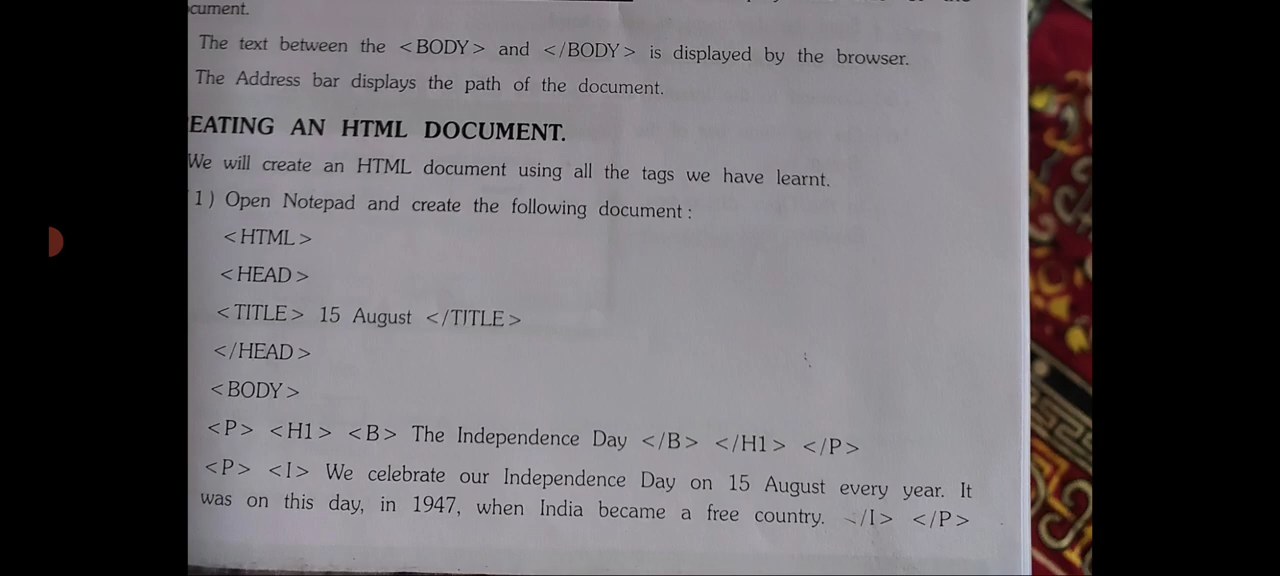 cument.
The text between the <BODY> and </BODY> is displayed by the browser.
The Address bar displays the path of the document.
EATING AN HTML DOCUMENT.
We will create an HTML document using all the tags we have learnt.
1) Open Notepad and create the following document :
<HTML>
<HEAD>
<TITLE> 15 August </TITLE>
</HEAD>
<BODY>
<P> <H1> <B> The Independence Day </B> </H1> </P>
<P> <I> We celebrate our Independence Day on 15 August every year. It
was on this day, in 1947, when India became a free country. </I> </P>